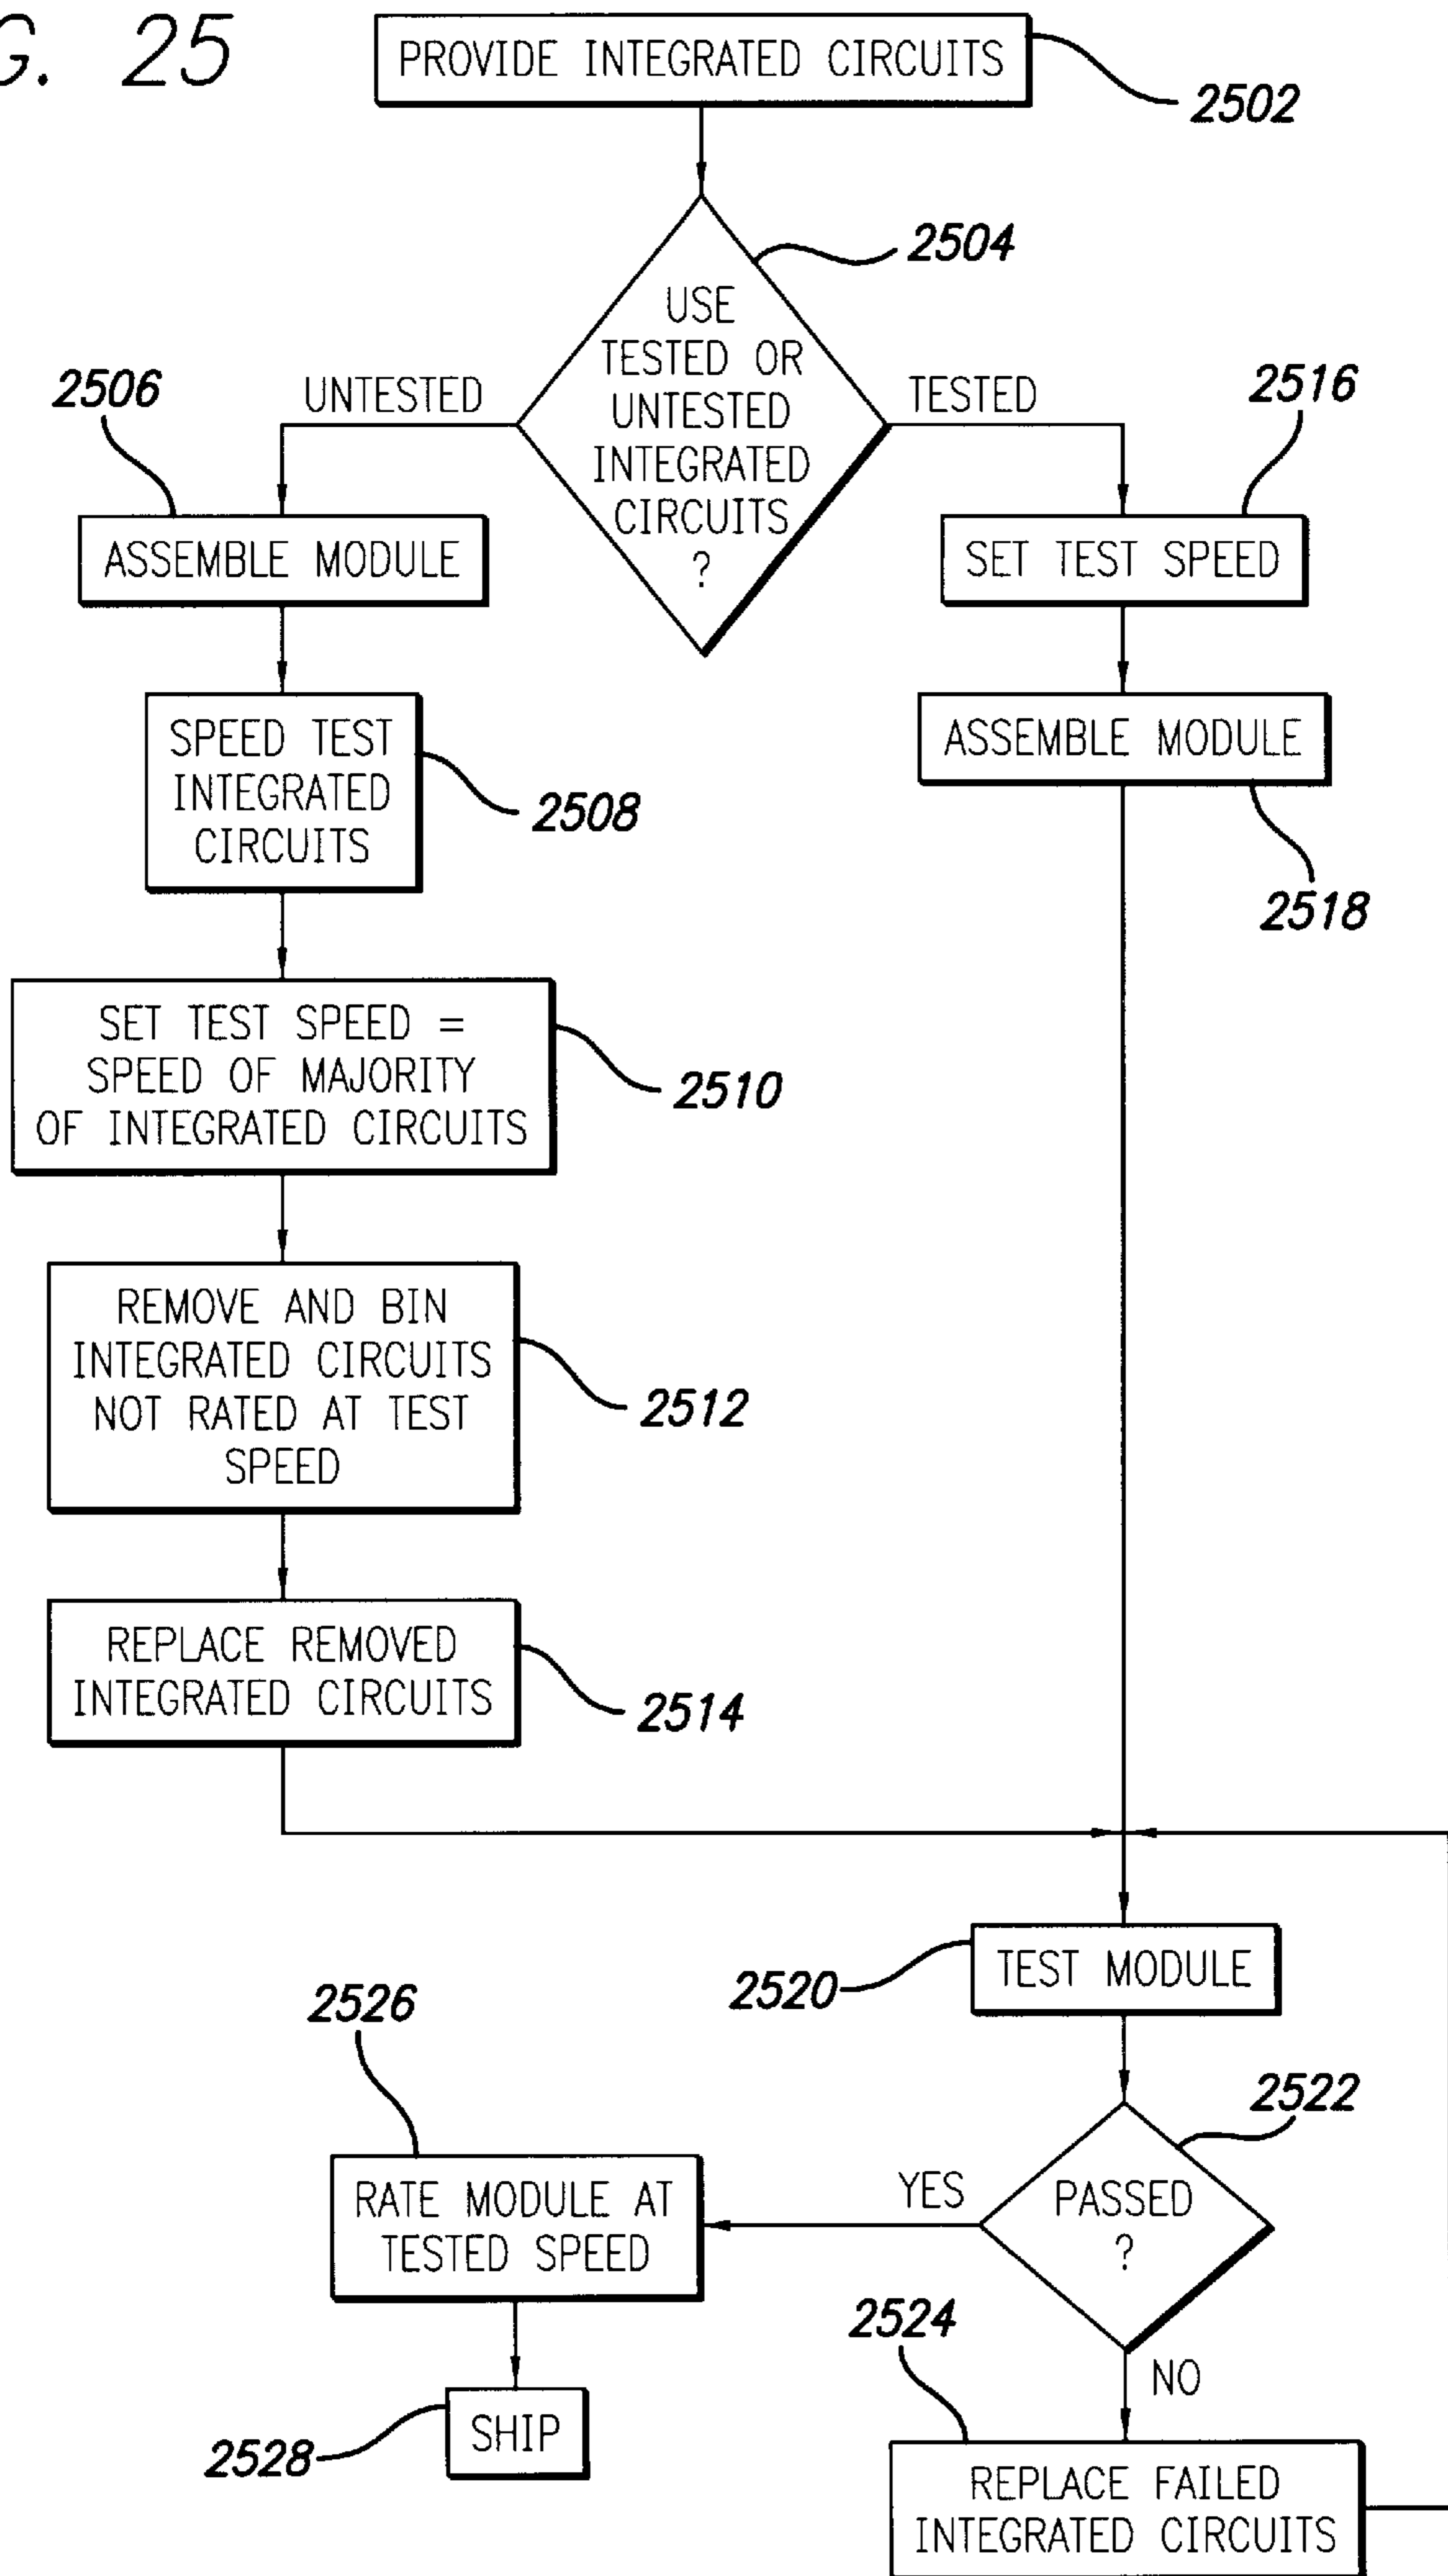 G. 25
PROVIDE INTEGRATED CIRCUITS
2502
2504
USE
TESTED OR
UNTESTED
INTEGRATED
CIRCUITS
?
UNTESTED
TESTED
2506
2516
ASSEMBLE MODULE
SET TEST SPEED
SPEED TEST
INTEGRATED
CIRCUITS
2508
ASSEMBLE MODULE
2518
SET TEST SPEED =
SPEED OF MAJORITY
OF INTEGRATED CIRCUITS
2510
REMOVE AND BIN
INTEGRATED CIRCUITS
NOT RATED AT TEST
SPEED
2512
REPLACE REMOVED
INTEGRATED CIRCUITS
2514
TEST MODULE
2520
2522
PASSED
?
YES
2526
RATE MODULE AT
TESTED SPEED
NO
2524
SHIP
2528
REPLACE FAILED
INTEGRATED CIRCUITS